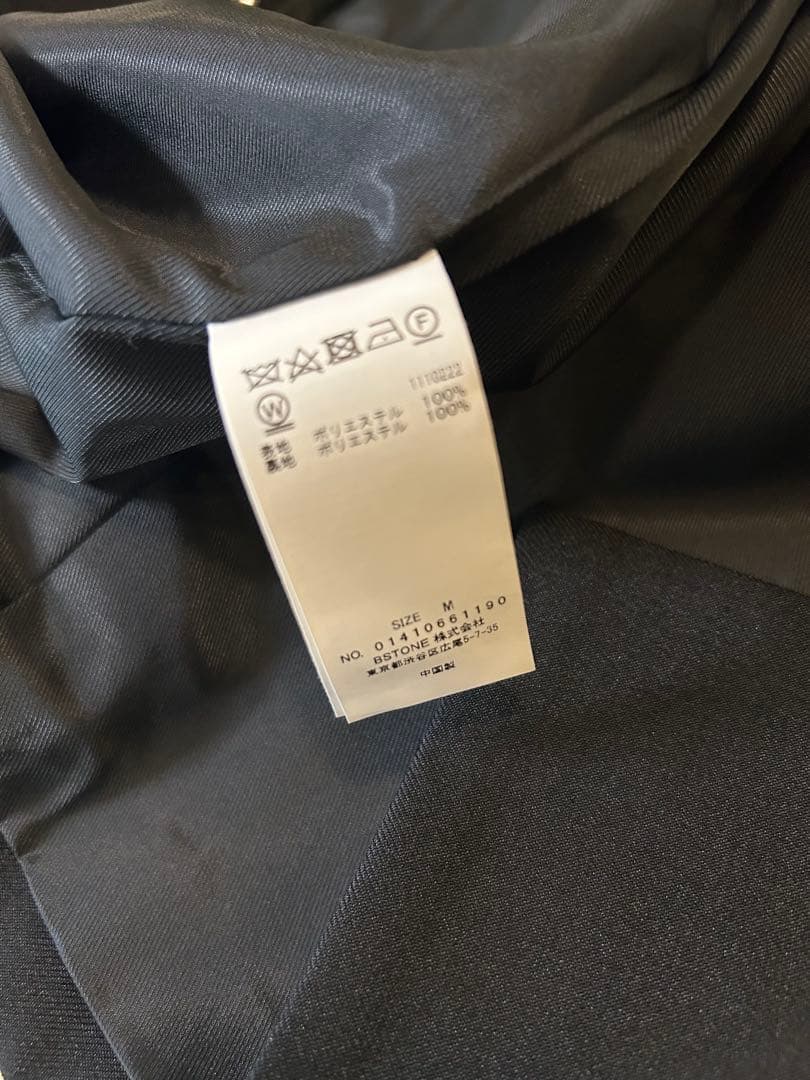 F
1110222
W
表地 ポリエステル 100%
裏地 ポリエステル 100%
SIZE M
NO. 01410661190
BSTONE 株式会社
東京都渋谷区広尾5-7-35
中国製